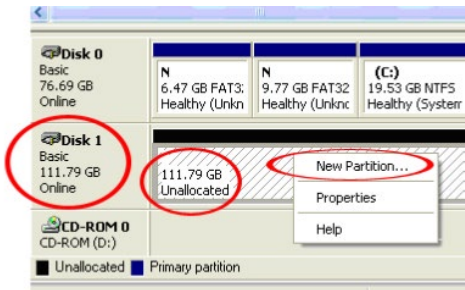 Disk 0
Basic
76.69 GB
Online
N
6.47 GB FAT3:
Healthy (Unkn
N
9.77 GB FAT32
Healthy (Unknc
(C:)
19.53 GB NTFS
Healthy (System
Disk 1
Basic
111.79 GB
Online
111.79 GB
Unallocated
New Partition...
Properties
Help
CD-ROM 0
CD-ROM (D:)
Unallocated Primary partition